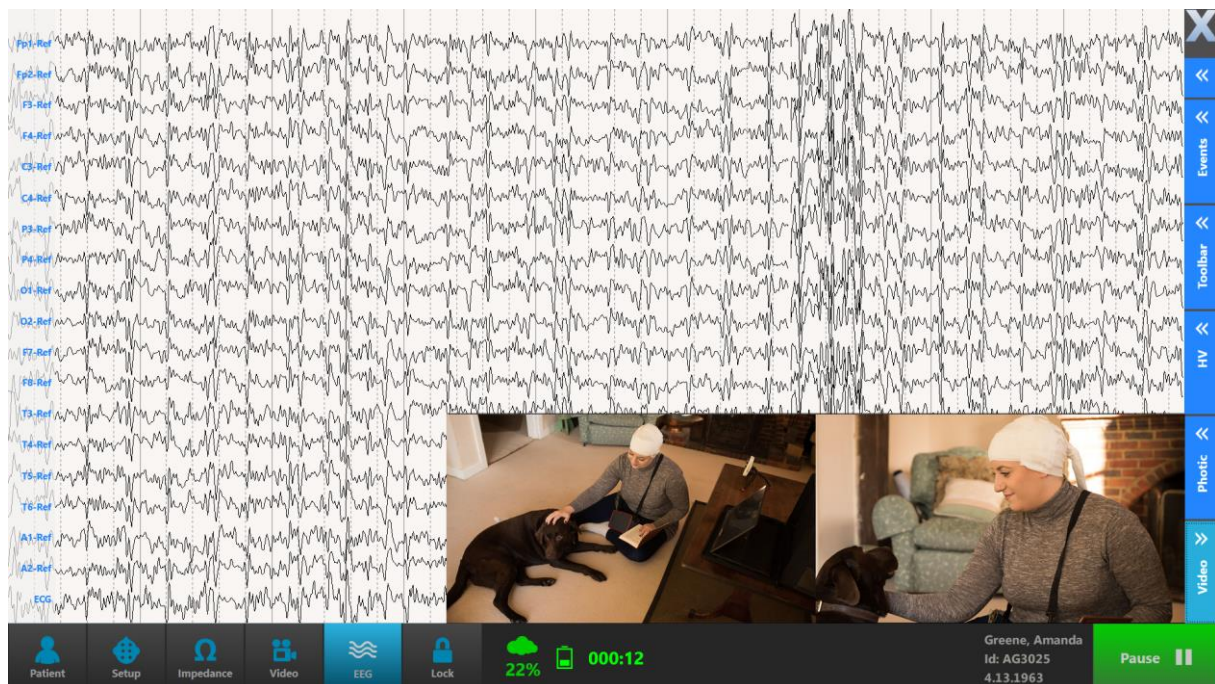 X
Fp1-Ref
Fp2-Ref
F3-Ref
F4-Ref
C3-Ref
C4-Ref
P3-Ref
P4-Ref
O1-Ref
O2-Ref
F7-Ref
F8-Ref
T3-Ref
T4-Ref
T5-Ref
T6-Ref
A1-Ref
A2-Ref
ECG
Events
Toolbar
HV
Photic
Video
Patient
Setup
Impedance
Video
EEG
Lock
22%
000:12
Greene, Amanda
Id: AG3025
4.13.1963
Pause